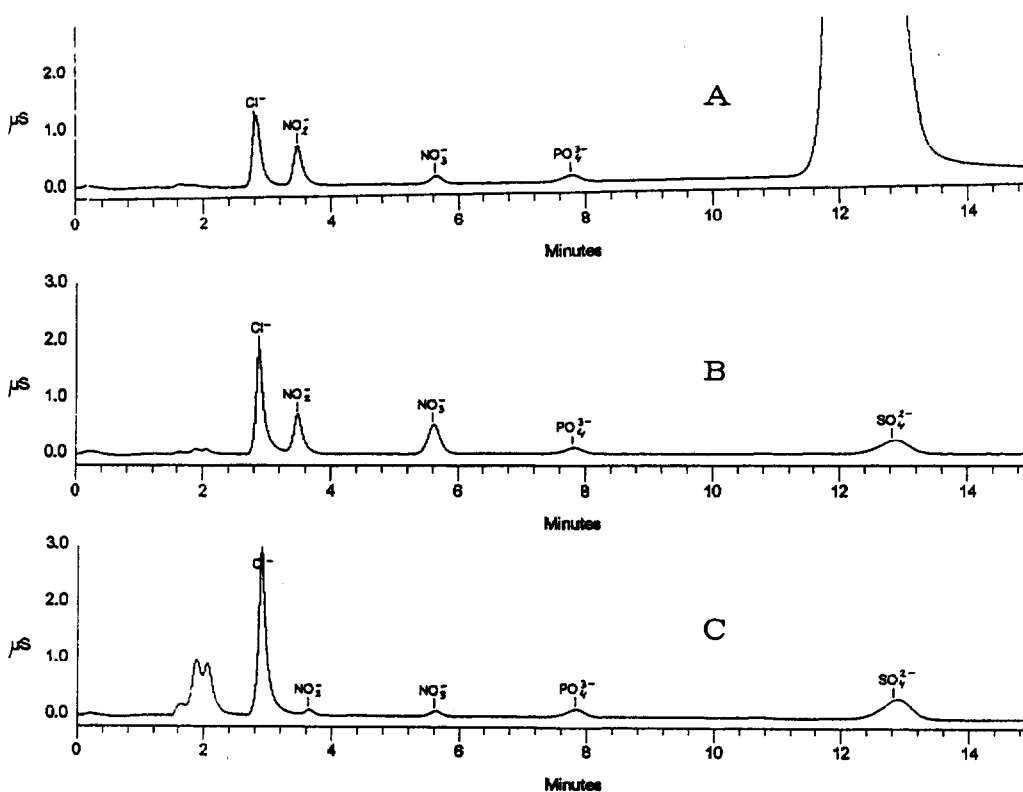 2.0
μS
1.0
0.0
Cl⁻
NO₂⁻
NO₃⁻
PO₄³⁻
A
0 2 4 6 8 10 12 14
Minutes
3.0
2.0
μS
1.0
0.0
Cl⁻
NO₂⁻
NO₃⁻
PO₄³⁻
SO₄²⁻
B
0 2 4 6 8 10 12 14
Minutes
3.0
2.0
μS
1.0
0.0
Cl⁻
NO₂⁻
NO₃⁻
PO₄³⁻
SO₄²⁻
C
0 2 4 6 8 10 12 14
Minutes